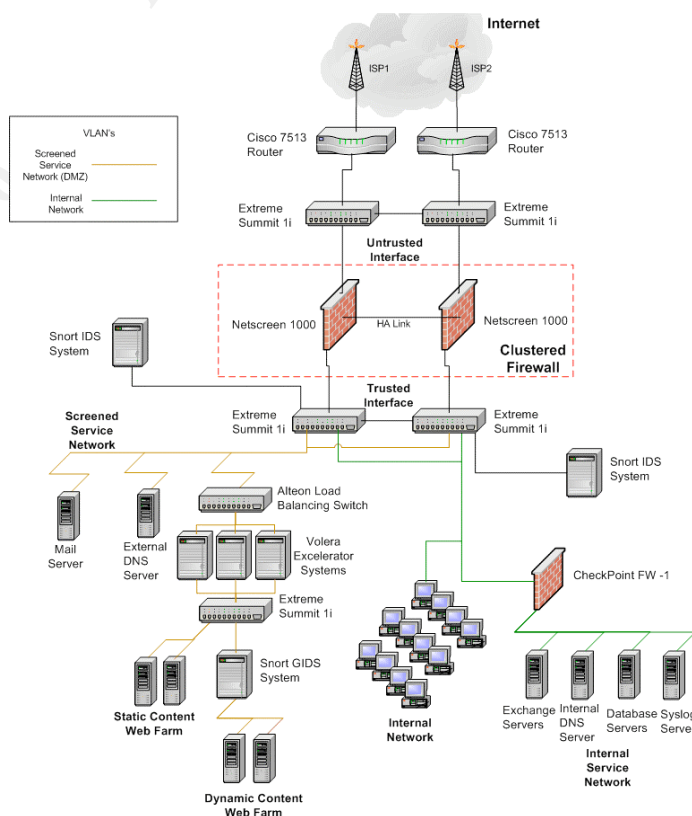 Internet
ISP1
ISP2
VLAN's
Screened
Service
Network (DMZ)
Internal
Network
Cisco 7513
Router
Cisco 7513
Router
Extreme
Summit 1i
Extreme
Summit 1i
Untrusted
Interface
Netscreen 1000
HA Link
Netscreen 1000
Clustered
Firewall
Snort IDS
System
Trusted
Interface
Extreme
Summit 1i
Extreme
Summit 1i
Screened
Service
Network
Snort IDS
System
Alteon Load
Balancing Switch
Mail
Server
External
DNS
Server
Volera
Excelerator
Systems
CheckPoint FW -1
Extreme
Summit 1i
Snort GIDS
System
Static Content
Web Farm
Internal
Network
Exchange
Servers
Internal
DNS
Server
Database
Servers
Syslog
Serve
Internal
Service
Network
Dynamic Content
Web Farm